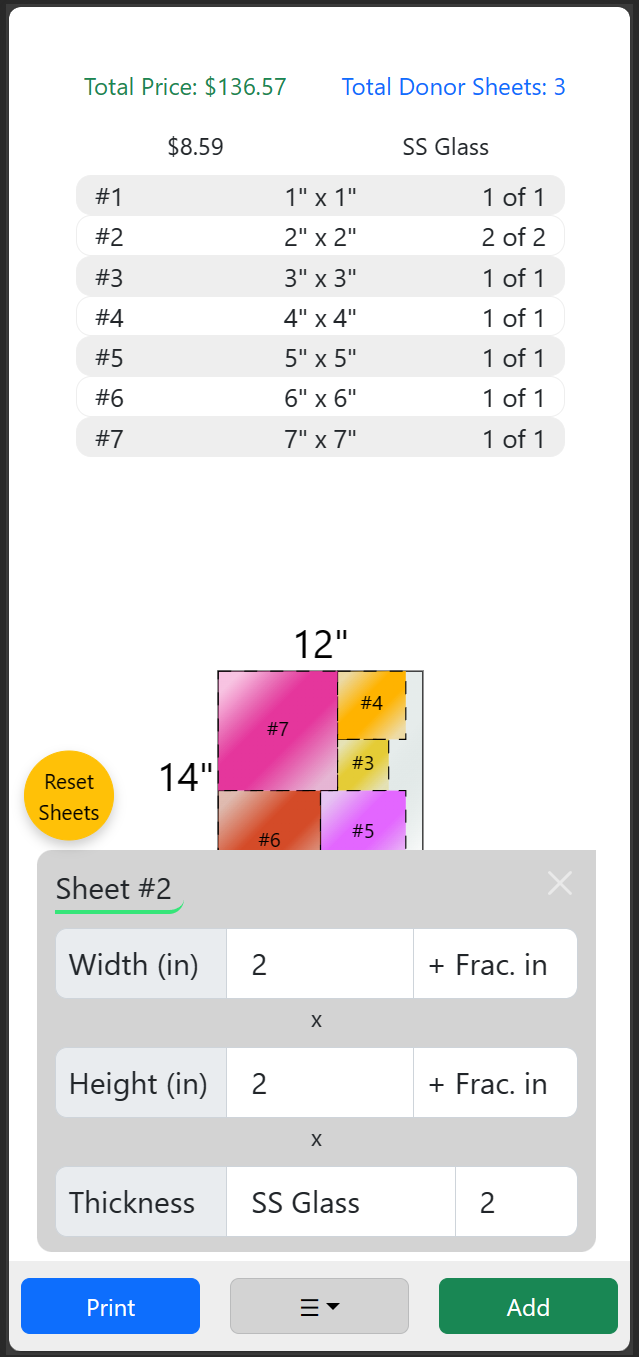 Total Price: $136.57 Total Donor Sheets: 3
$8.59 SS Glass
#1 1" x 1" 1 of 1
#2 2" x 2" 2 of 2
#3 3" x 3" 1 of 1
#4 4" x 4" 1 of 1
#5 5" x 5" 1 of 1
#6 6" x 6" 1 of 1
#7 7" x 7" 1 of 1
12"
#4
#7
#3
14"
Reset
Sheets
#5
#6
Sheet #2
Width (in) 2 + Frac. in
x
Height (in) 2 + Frac. in
x
Thickness SS Glass 2
Print Add